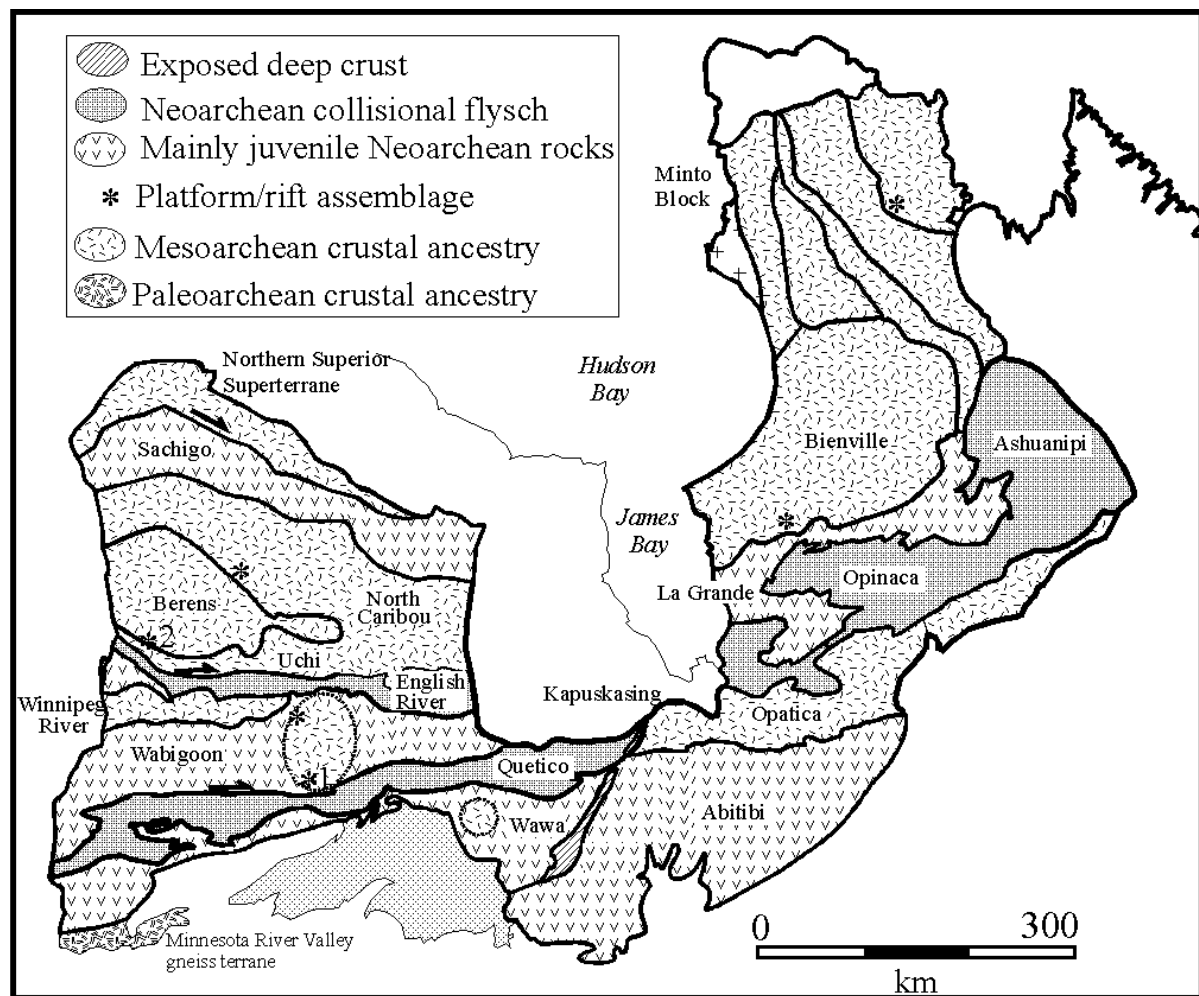 Exposed deep crust
Neoarchean collisional flysch
Mainly juvenile Neoarchean rocks
* Platform/rift assemblage
Mesoarchean crustal ancestry
Paleoarchean crustal ancestry
Minto
Block
Northern Superior
Superterrane
Hudson
Bay
Sachigo
Bienville
Ashuanipi
James
Bay
Opinaca
La Grande
Berens
North
Caribou
*2
Uchi
English
River
Winnipeg
River
Kapuskasing
Opatica
Wabigoon
Quetico
*1
Wawa
Abitibi
Minnesota River Valley
gneiss terrane
0 300
km